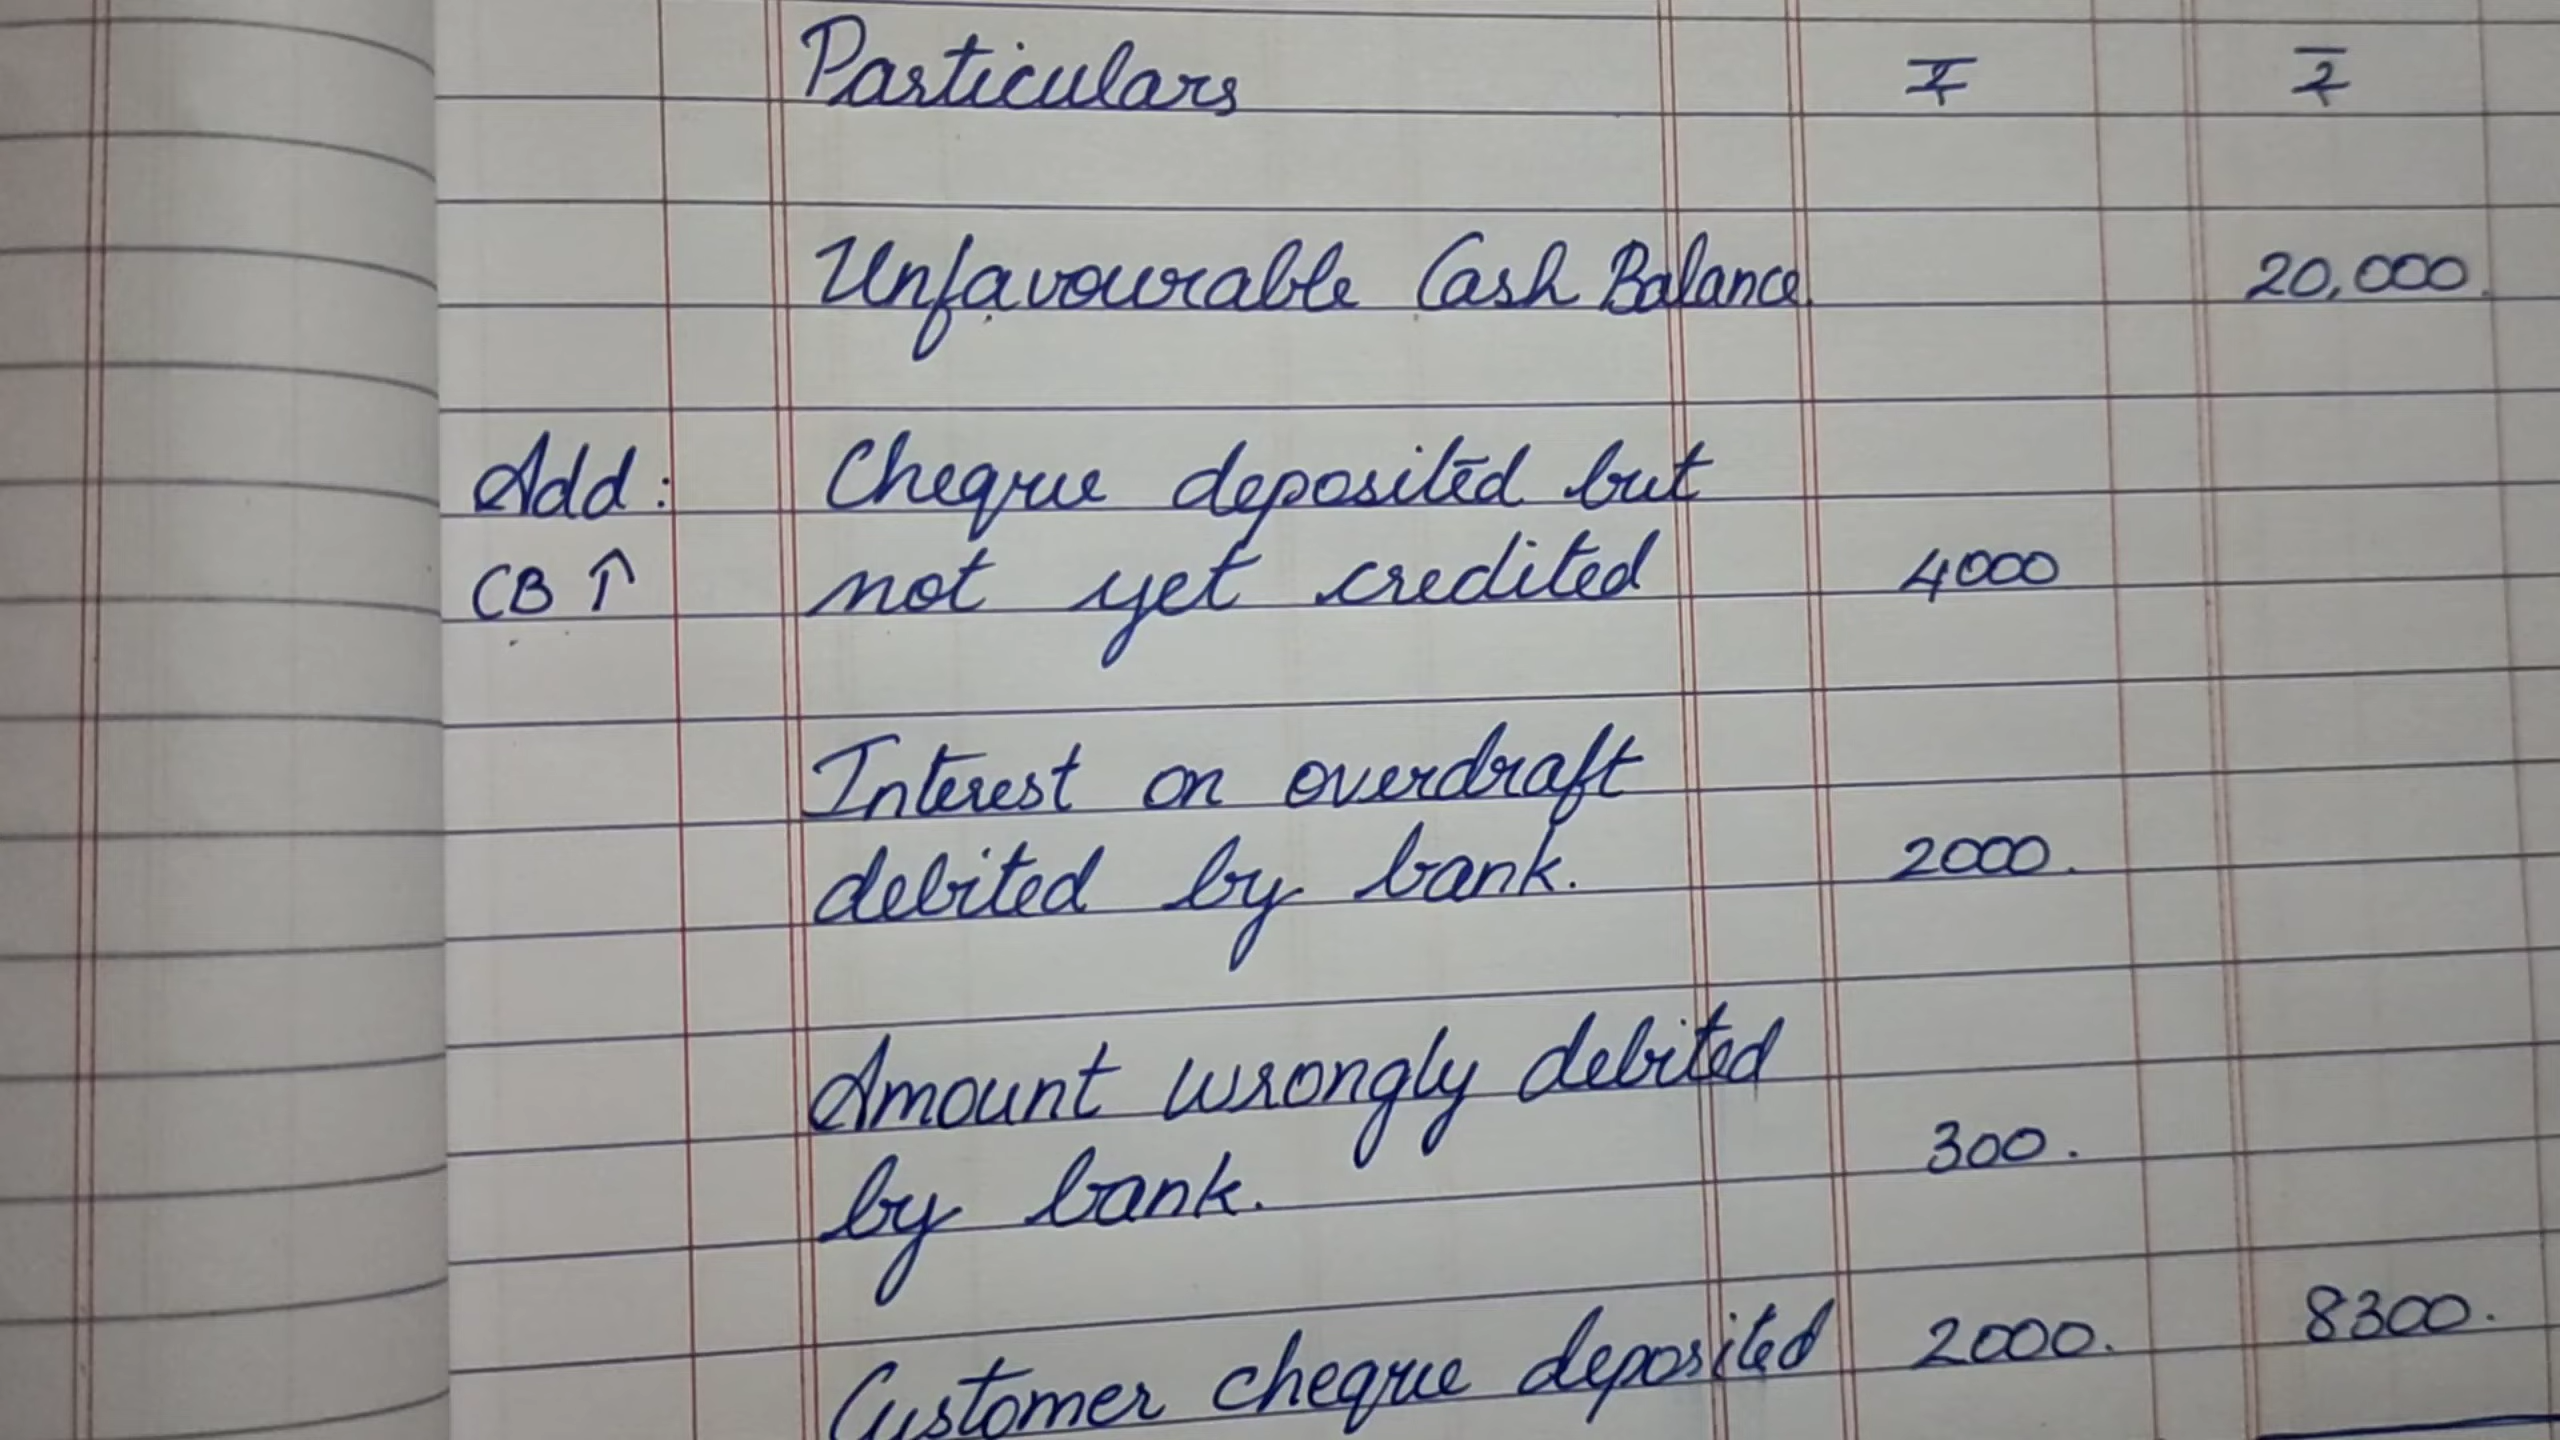 Particulars ₹ ₹
Unfavourable Cash Balance 20,000.
Add: Cheque deposited but
CB ↑ not yet credited 4000
Interest on overdraft
debited by bank. 2000.
Amount wrongly debited
by bank. 300.
Customer cheque deposited 2000. 8300.